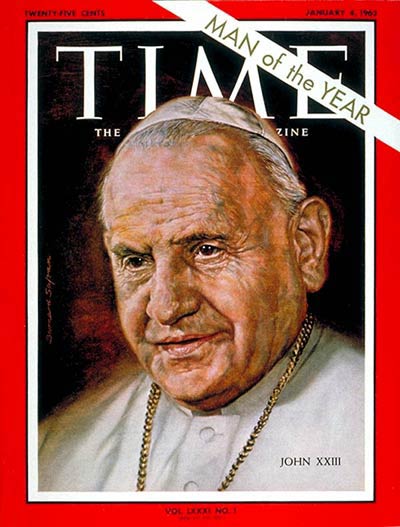 TWENTY-FIVE CENTS
JANUARY 4, 1963
MAN of the YEAR
TIME
THE
ZINE
JOHN XXIII
VOL. LXXXI NO. 1